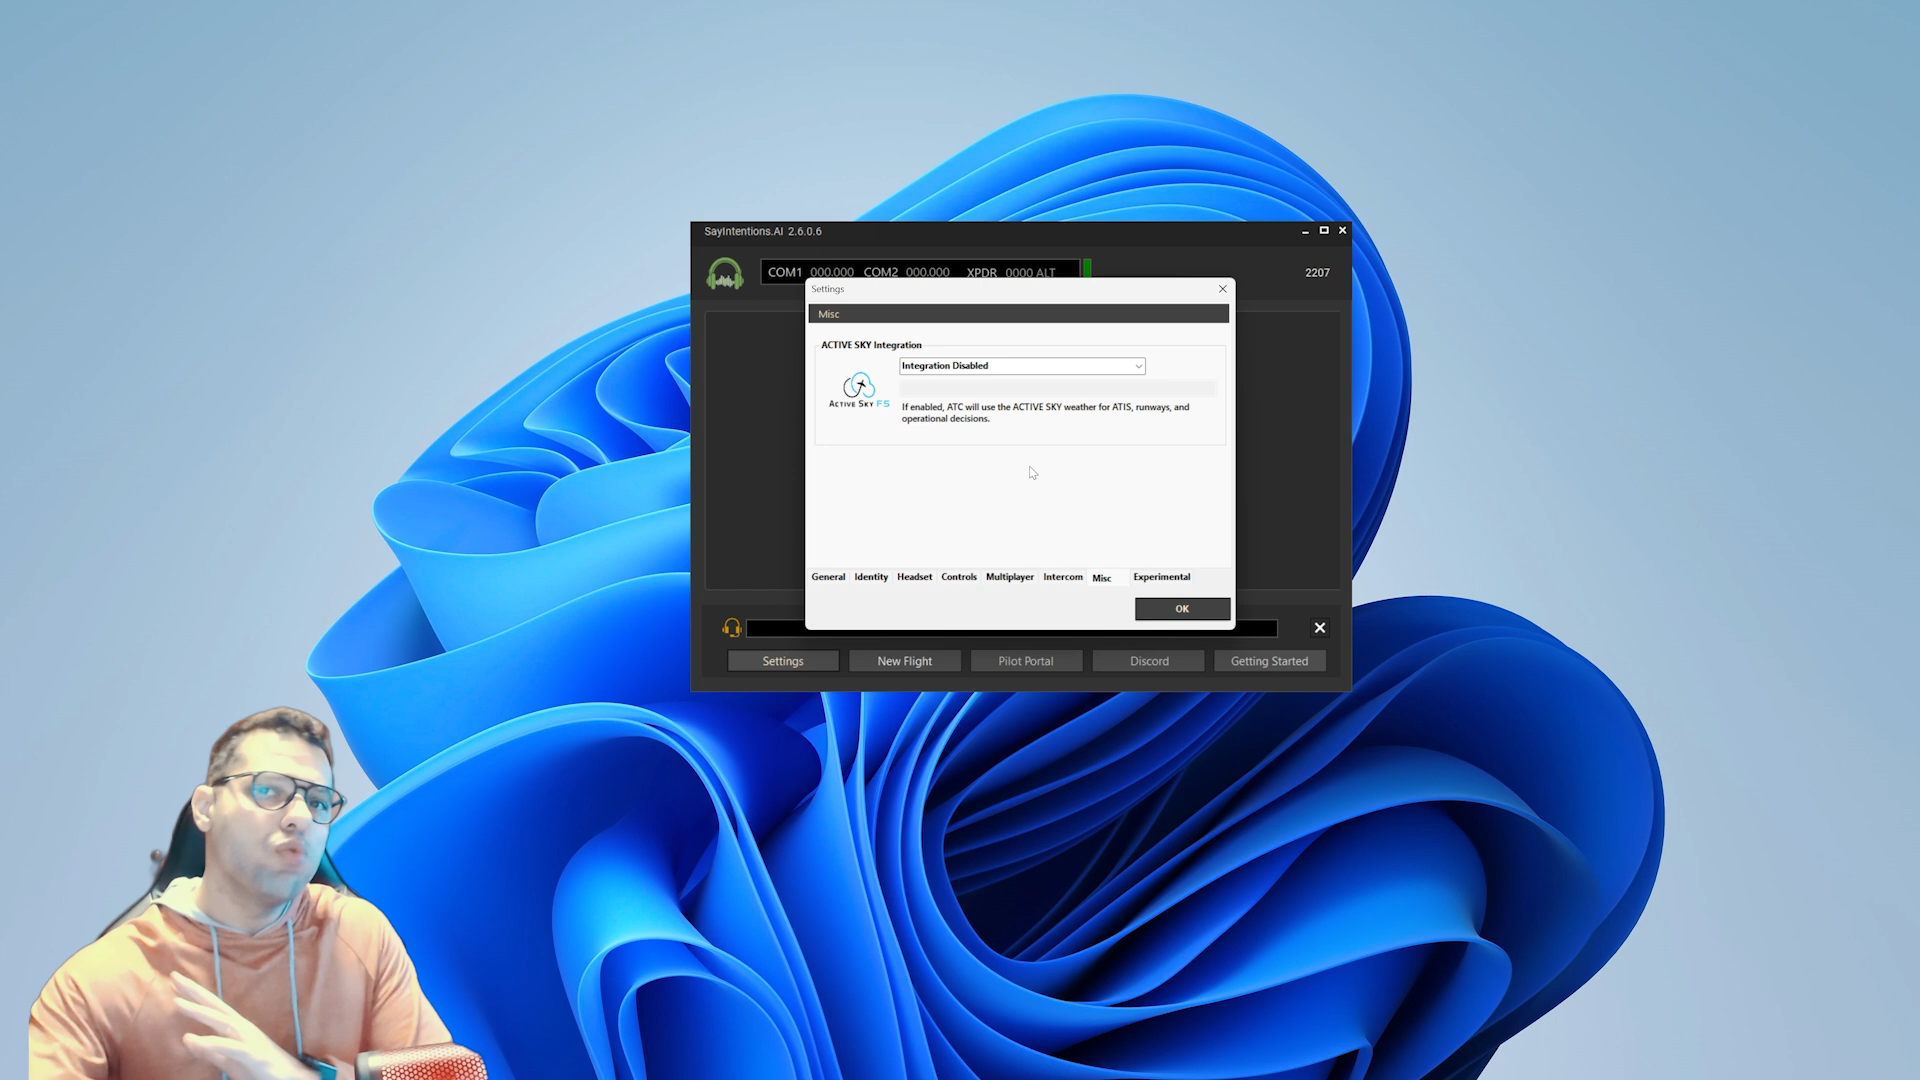 SayIntentions.AI 2.6.0.6
COM1 000.000 COM2 000.000 XPDR 0000 ALT
2207
Settings
Misc
ACTIVE SKY Integration
Integration Disabled
ACTIVE SKY FS
If enabled, ATC will use the ACTIVE SKY weather for ATIS, runways, and
operational decisions.
General Identity Headset Controls Multiplayer Intercom Misc Experimental
OK
Settings New Flight Pilot Portal Discord Getting Started